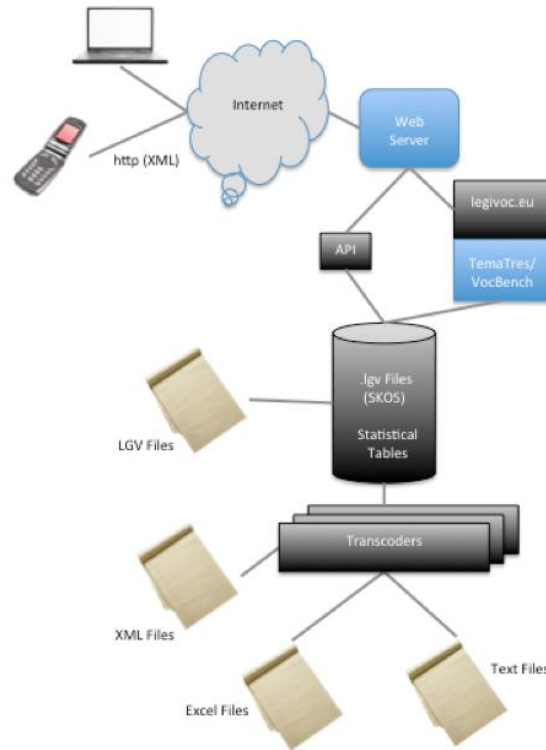 Internet
Web
Server
http (XML)
legivoc.eu
API
TemaTres/
VocBench
.lgv Files
(SKOS)
Statistical
Tables
LGV Files
Transcoders
XML Files
Text Files
Excel Files